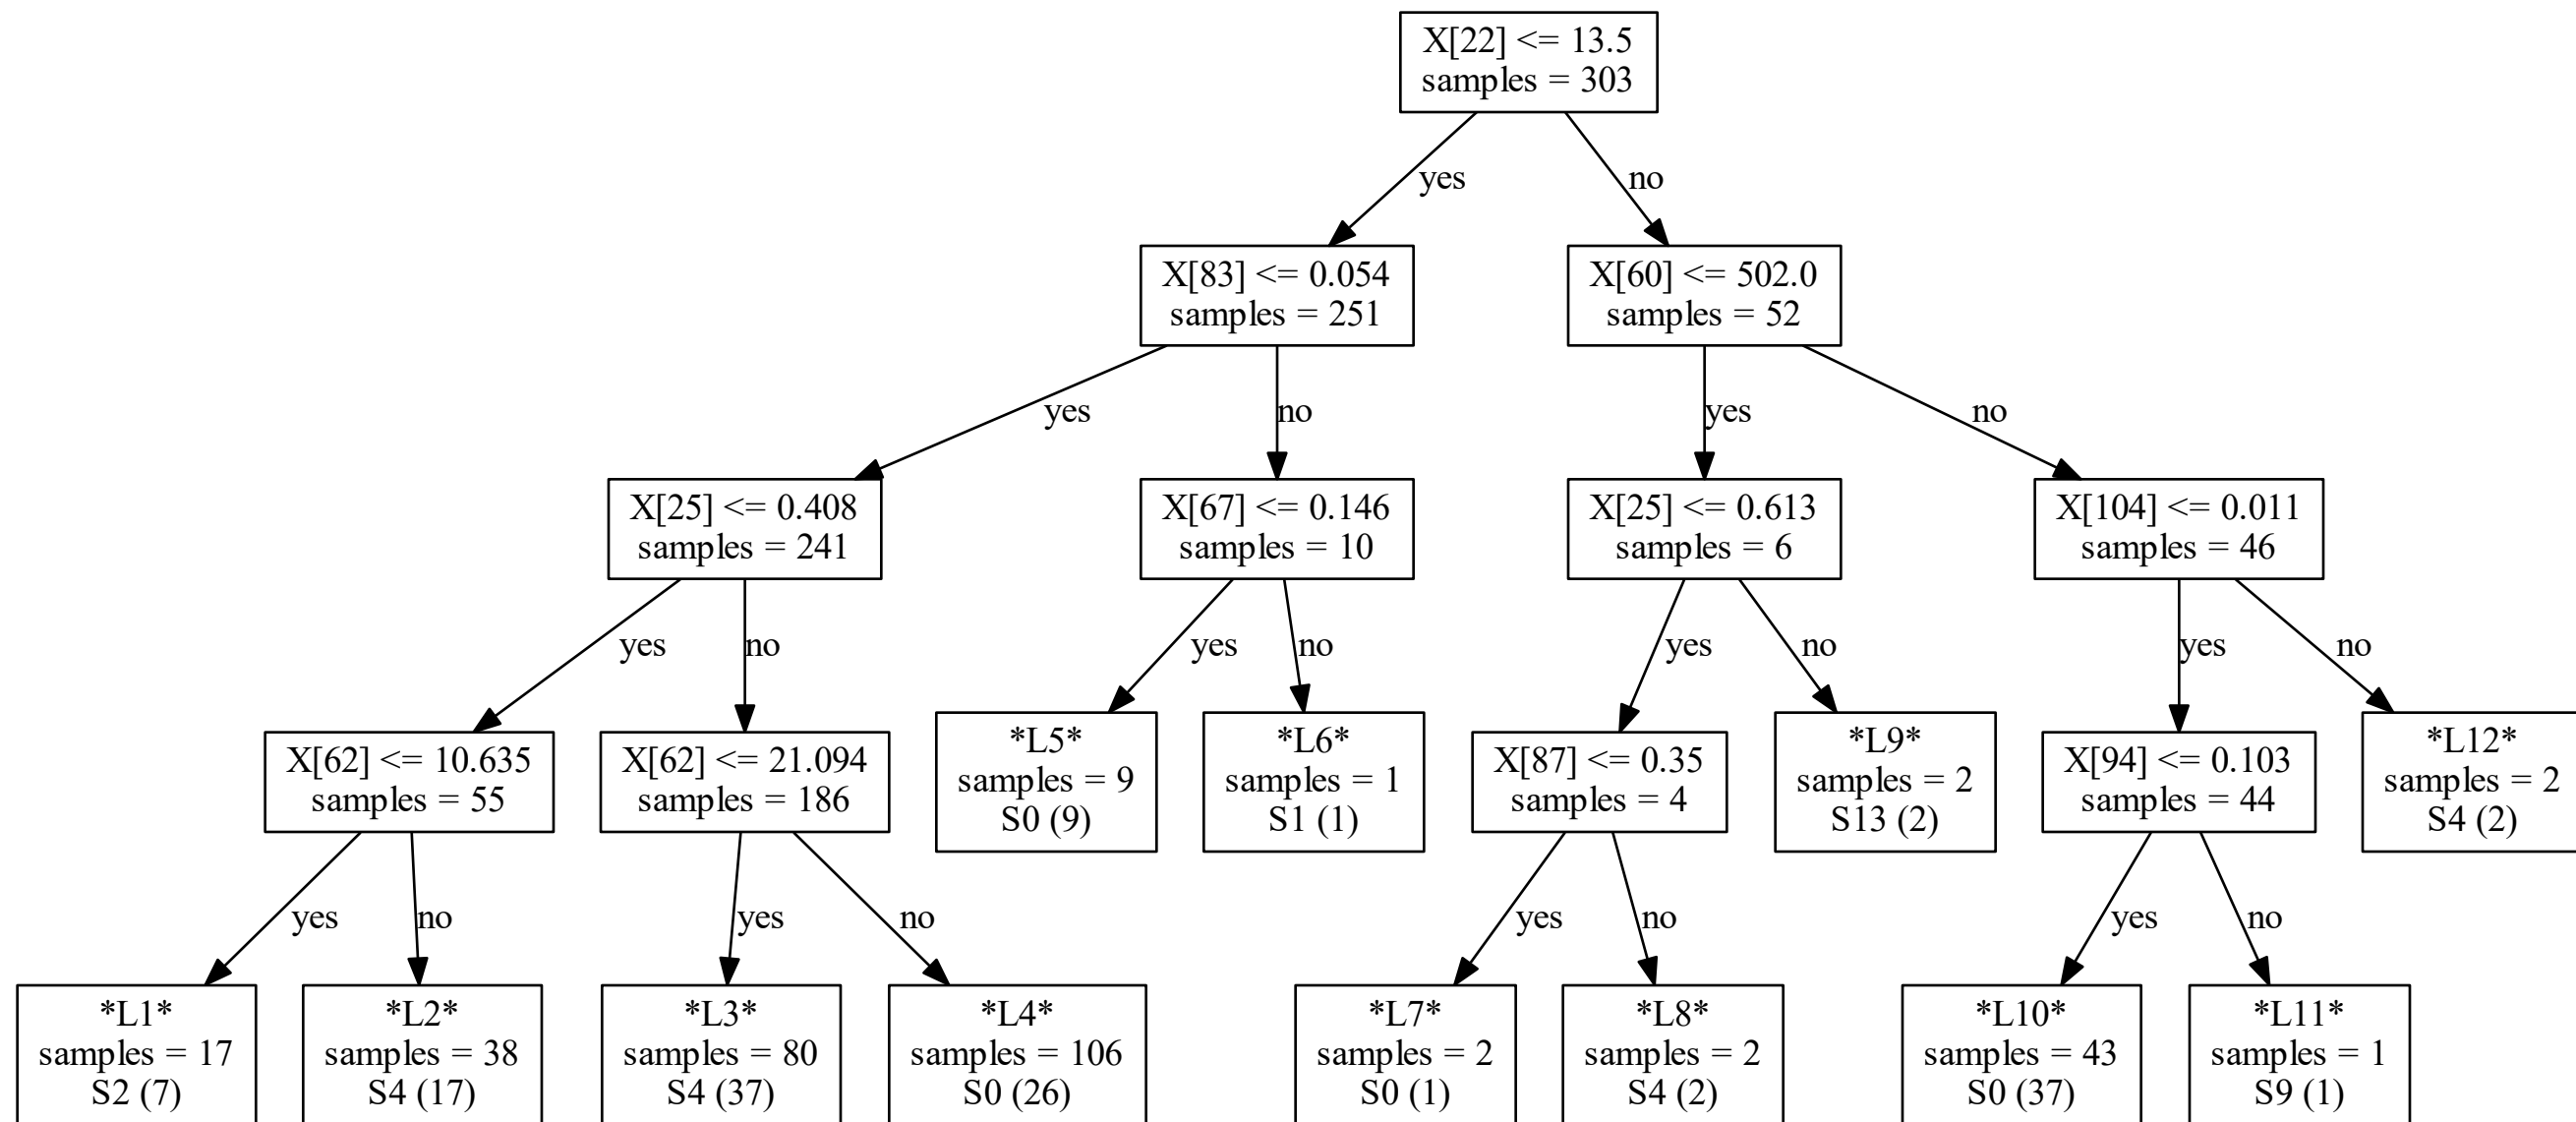 X[22] <= 13.5
samples = 303
yes
no
X[83] <= 0.054
samples = 251
X[60] <= 502.0
samples = 52
yes
no
yes
no
X[25] <= 0.408
samples = 241
X[67] <= 0.146
samples = 10
X[25] <= 0.613
samples = 6
X[104] <= 0.011
samples = 46
yes
no
yes
no
yes
no
yes
no
X[62] <= 10.635
samples = 55
X[62] <= 21.094
samples = 186
*L5*
samples = 9
S0 (9)
*L6*
samples = 1
S1 (1)
X[87] <= 0.35
samples = 4
*L9*
samples = 2
S13 (2)
X[94] <= 0.103
samples = 44
*L12*
samples = 2
S4 (2)
yes
no
yes
no
yes
no
yes
no
*L1*
samples = 17
S2 (7)
*L2*
samples = 38
S4 (17)
*L3*
samples = 80
S4 (37)
*L4*
samples = 106
S0 (26)
*L7*
samples = 2
S0 (1)
*L8*
samples = 2
S4 (2)
*L10*
samples = 43
S0 (37)
*L11*
samples = 1
S9 (1)